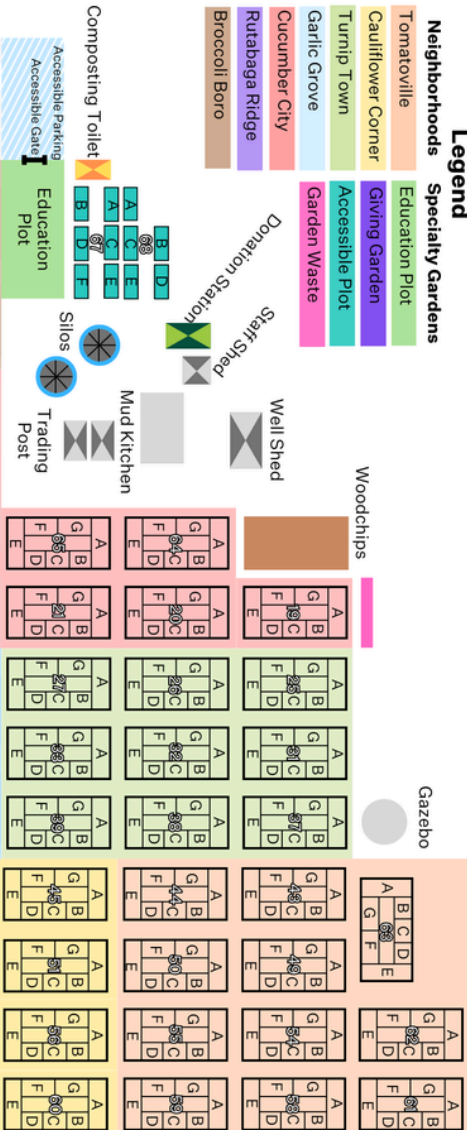 Legend
Neighborhoods
Tomatoville
Cauliflower Corner
Turnip Town
Garlic Grove
Cucumber City
Rutabaga Ridge
Broccoli Boro
Specialty Gardens
Education Plot
Giving Garden
Accessible Plot
Garden Waste
Gazebo
Woodchips
Well Shed
Staff Shed
Donation Station
Mud Kitchen
Trading
Post
Silos
Composting Toilet
Accessible Parking
Accessible Gate
Education
Plot
B D
68
A C E
A C E
67
B D F
A B C D 63 G F E
A G B 62 C F D E
A G B 61 C F D E
A G B 19 C F D E
A G B 25 C F D E
A G B 31 C F D E
A G B 37 C F D E
A G B 43 C F D E
A G B 49 C F D E
A G B 54 C F D E
A G B 58 C F D E
A G B 64 C F D E
A G B 20 C F D E
A G B 26 C F D E
A G B 32 C F D E
A G B 38 C F D E
A G B 44 C F D E
A G B 50 C F D E
A G B 55 C F D E
A G B 59 C F D E
A G B 65 C F D E
A G B 21 C F D E
A G B 27 C F D E
A G B 33 C F D E
A G B 39 C F D E
A G B 45 C F D E
A G B 51 C F D E
A G B 56 C F D E
A G B 60 C F D E